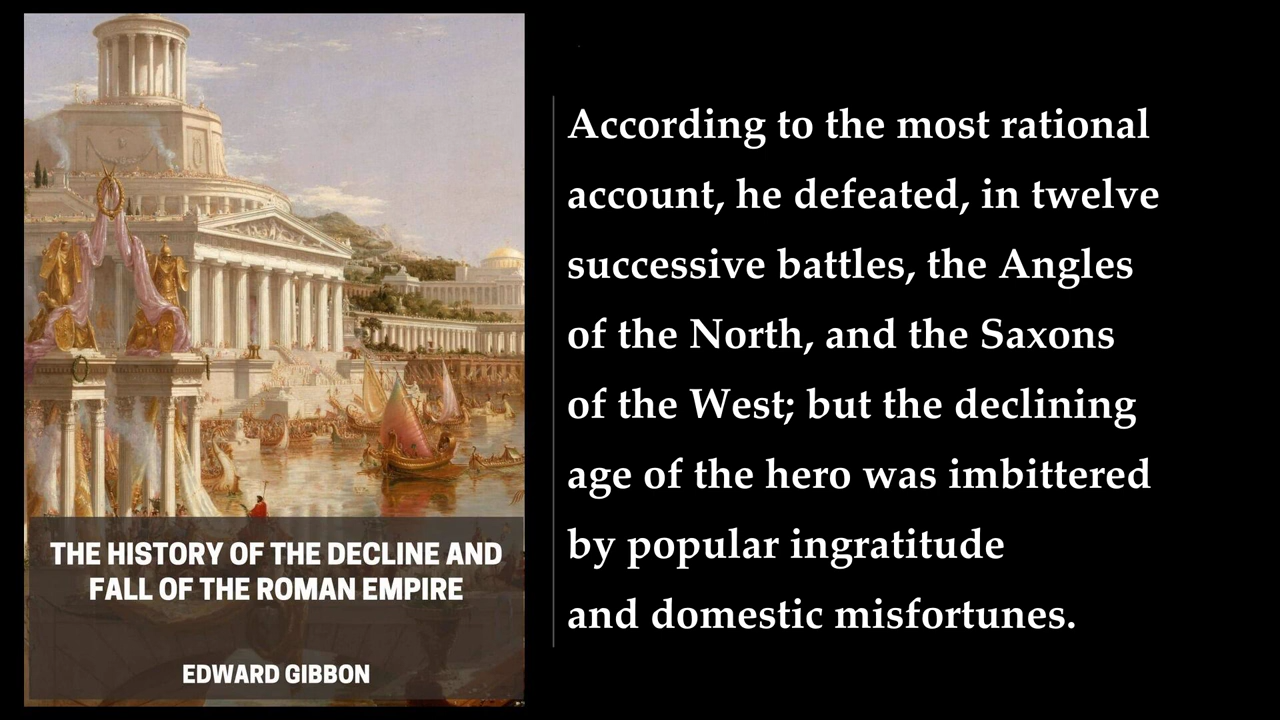 According to the most rational
account, he defeated, in twelve
successive battles, the Angles
of the North, and the Saxons
of the West; but the declining
age of the hero was imbittered
by popular ingratitude
and domestic misfortunes.
THE HISTORY OF THE DECLINE AND
FALL OF THE ROMAN EMPIRE
EDWARD GIBBON